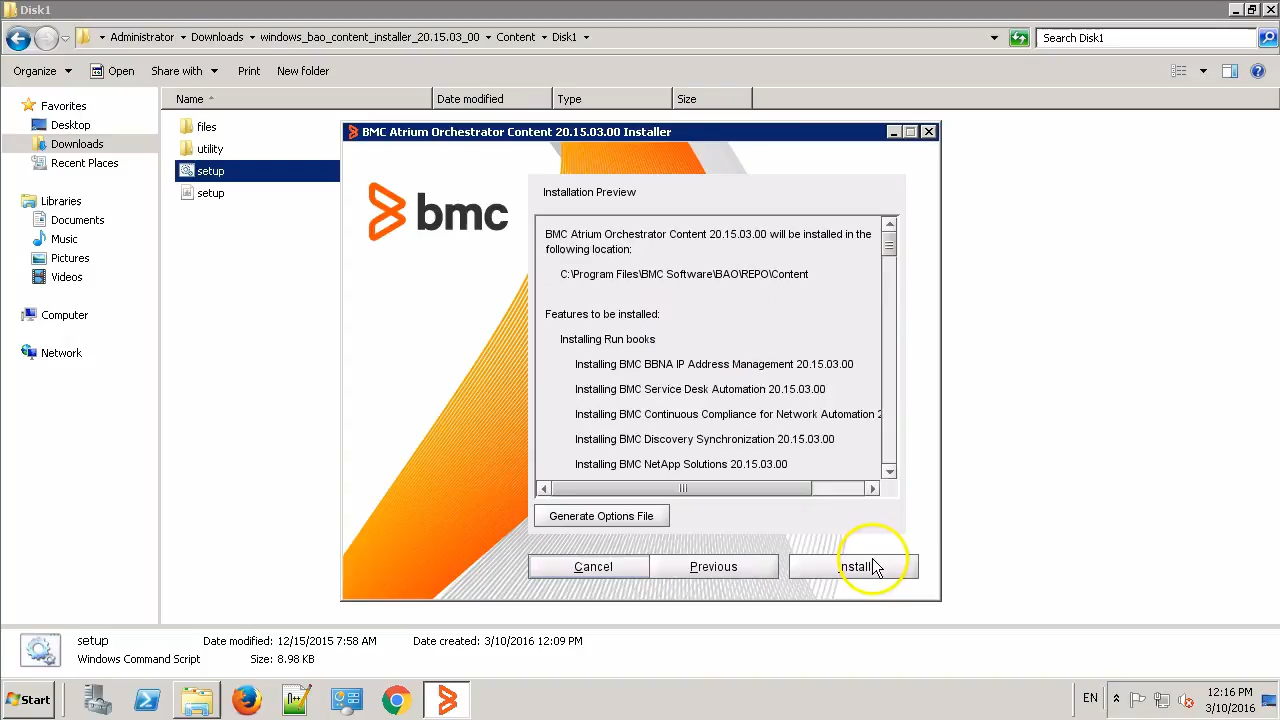 Disk1
Administrator Downloads windows_bao_content_installer_20.15.03_00 Content Disk1
Search Disk1
Organize Open Share with Print New folder
Name Date modified Type Size
Favorites
Desktop
Downloads
Recent Places
Libraries
Documents
Music
Pictures
Videos
Computer
Network
files
utility
setup
setup
BMC Atrium Orchestrator Content 20.15.03.00 Installer
bmc
Installation Preview
BMC Atrium Orchestrator Content 20.15.03.00 will be installed in the
following location:
C:\Program Files\BMC Software\BAO\REPO\Content
Features to be installed:
Installing Run books
Installing BMC BBNA IP Address Management 20.15.03.00
Installing BMC Service Desk Automation 20.15.03.00
Installing BMC Continuous Compliance for Network Automation 2
Installing BMC Discovery Synchronization 20.15.03.00
Installing BMC NetApp Solutions 20.15.03.00
Generate Options File
Cancel Previous Install
setup Date modified: 12/15/2015 7:58 AM Date created: 3/10/2016 12:09 PM
Windows Command Script Size: 8.98 KB
Start EN 12:16 PM
3/10/2016